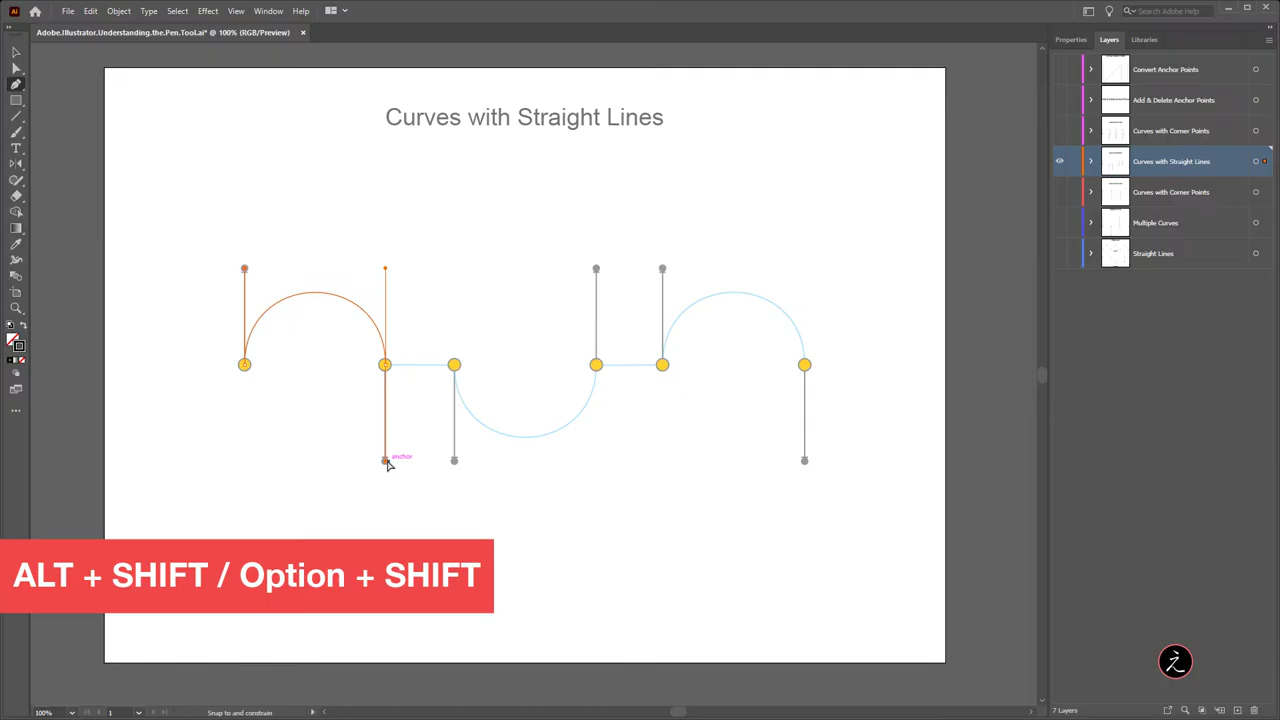 Ai
File
Edit
Object
Type
Select
Effect
View
Window
Help
Search Adobe Help
Adobe.Illustrator.Understanding.the.Pen.Tool.ai* @ 100% (RGB/Preview)
Properties
Layers
Libraries
Curves with Straight Lines
Convert Anchor Points
Add & Delete Anchor Points
Curves with Corner Points
Curves with Straight Lines
Curves with Corner Points
Multiple Curves
Straight Lines
anchor
ALT + SHIFT / Option + SHIFT
100%
1
Snap to and constrain
7 Layers